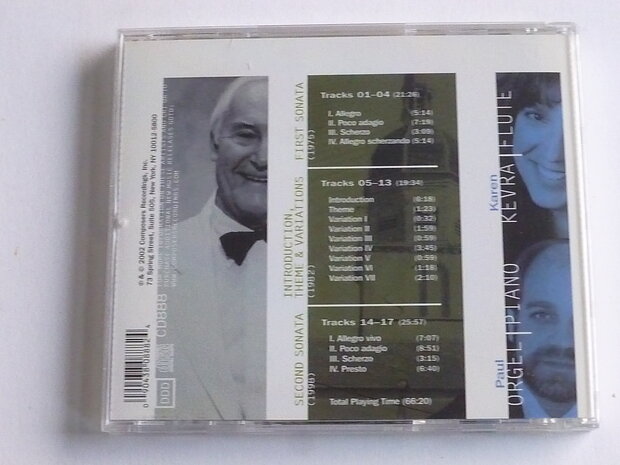 Tracks 01–04 (21:26)
FIRST SONATA
(1976)
I. Allegro (5:14)
II. Poco adagio (7:19)
III. Scherzo (3:09)
IV. Allegro scherzando (5:14)
Tracks 05–13 (19:34)
INTRODUCTION,
THEME & VARIATIONS
(1982)
Introduction (6:18)
Theme (1:23)
Variation I (0:32)
Variation II (1:59)
Variation III (0:59)
Variation IV (3:45)
Variation V (0:59)
Variation VI (1:18)
Variation VII (2:10)
Tracks 14–17 (25:57)
SECOND SONATA
(1998)
I. Allegro vivo (7:07)
II. Poco adagio (8:51)
III. Scherzo (3:15)
IV. Presto (6:40)
Total Playing Time (66:20)
Karen
KEVRA|FLUTE
Paul
ORGEL|PIANO
℗ & © 2002 Composers Recordings, Inc.
73 Spring Street, Suite 506, New York, NY 10012-5800
CD888
DDD
0 90438 08882 4